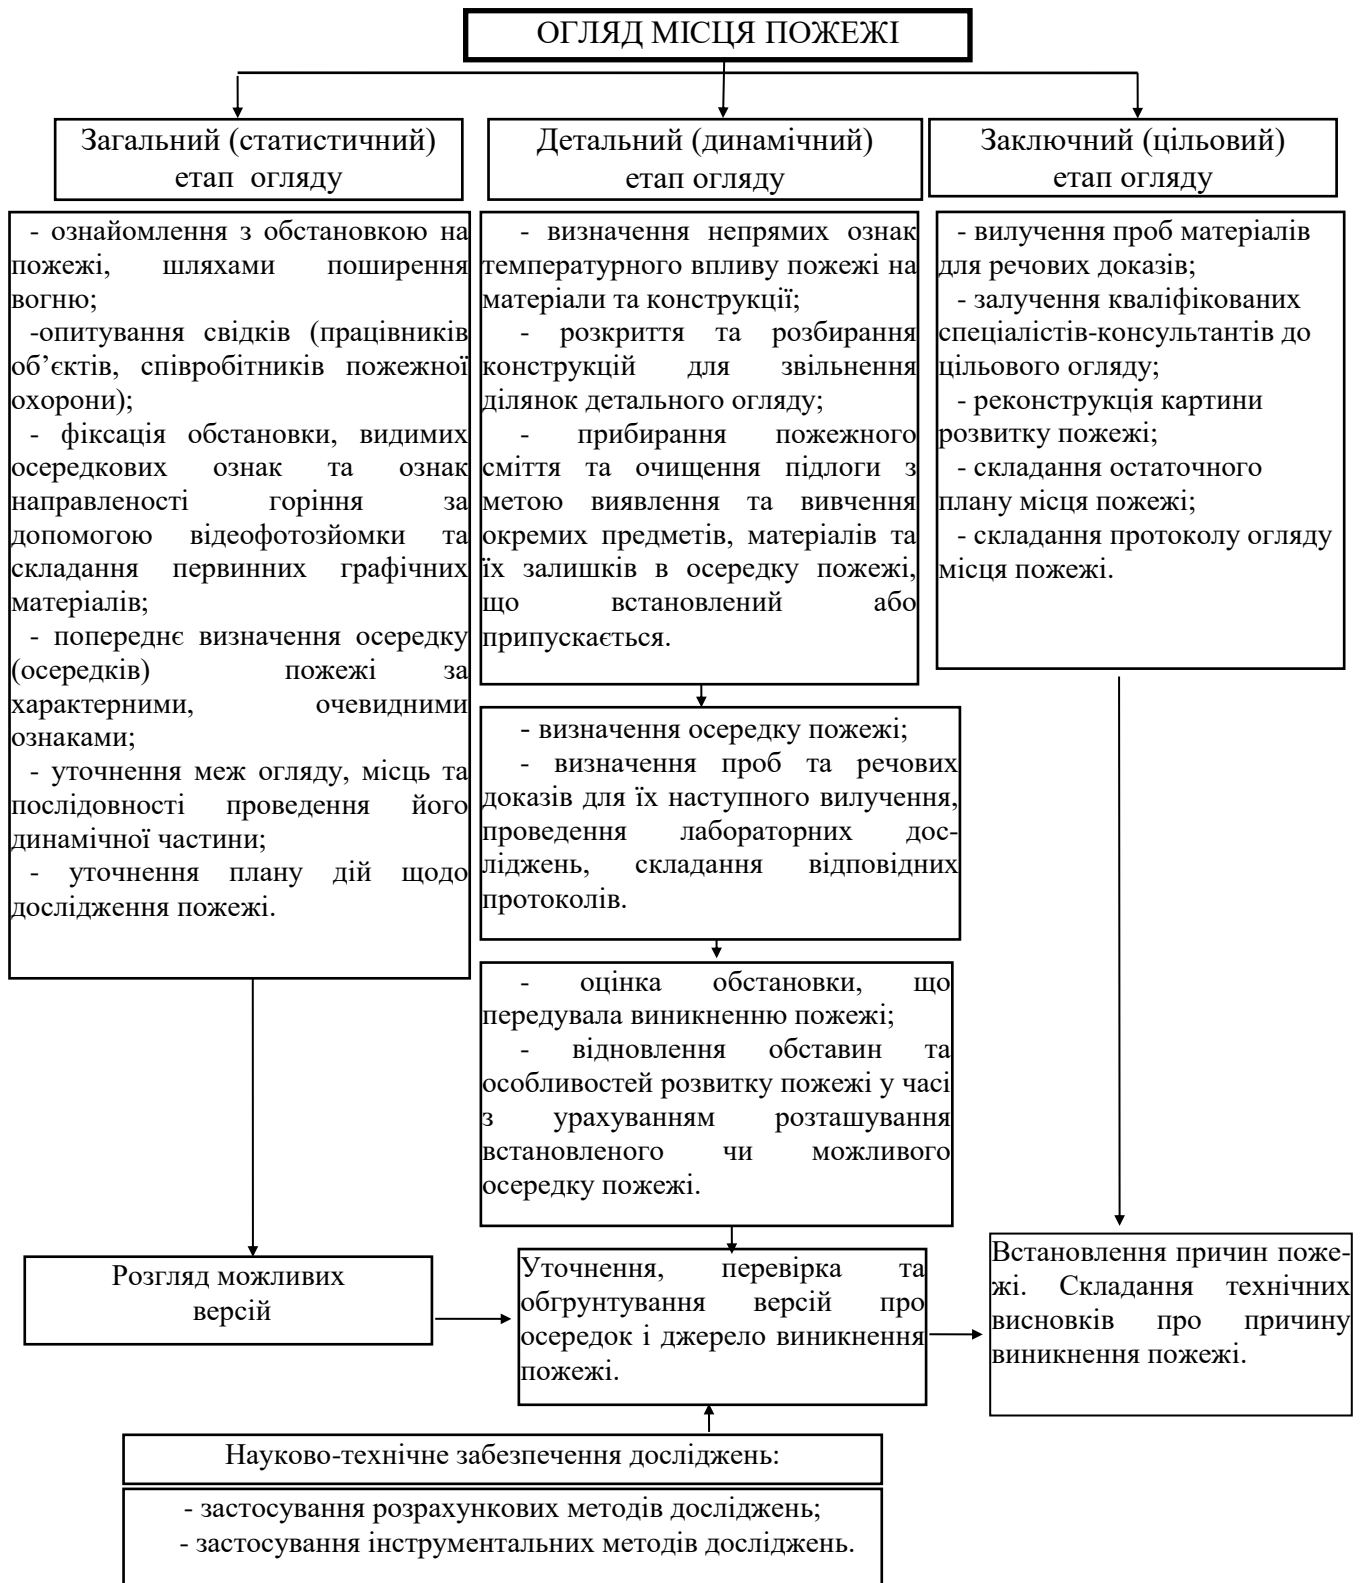 ОГЛЯД МІСЦЯ ПОЖЕЖІ
Загальний (статистичний)
етап огляду
Детальний (динамічний)
етап огляду
Заключний (цільовий)
етап огляду
- ознайомлення з обстановкою на
пожежі, шляхами поширення
вогню;
-опитування свідків (працівників
об’єктів, співробітників пожежної
охорони);
- фіксація обстановки, видимих
осередкових ознак та ознак
направленості горіння за
допомогою відеофотозйомки та
складання первинних графічних
матеріалів;
- попереднє визначення осередку
(осередків) пожежі за
характерними, очевидними
ознаками;
- уточнення меж огляду, місць та
послідовності проведення його
динамічної частини;
- уточнення плану дій щодо
дослідження пожежі.
- визначення непрямих ознак
температурного впливу пожежі на
матеріали та конструкції;
- розкриття та розбирання
конструкцій для звільнення
ділянок детального огляду;
- прибирання пожежного
сміття та очищення підлоги з
метою виявлення та вивчення
окремих предметів, матеріалів та
їх залишків в осередку пожежі,
що встановлений або
припускається.
- вилучення проб матеріалів
для речових доказів;
- залучення кваліфікованих
спеціалістів-консультантів до
цільового огляду;
- реконструкція картини
розвитку пожежі;
- складання остаточного
плану місця пожежі;
- складання протоколу огляду
місця пожежі.
- визначення осередку пожежі;
- визначення проб та речових
доказів для їх наступного вилучення,
проведення лабораторних дос-
ліджень, складання відповідних
протоколів.
- оцінка обстановки, що
передувала виникненню пожежі;
- відновлення обставин та
особливостей розвитку пожежі у часі
з урахуванням розташування
встановленого чи можливого
осередку пожежі.
Розгляд можливих
версій
Уточнення, перевірка та
обгрунтування версій про
осередок і джерело виникнення
пожежі.
Встановлення причин поже-
жі. Складання технічних
висновків про причину
виникнення пожежі.
Науково-технічне забезпечення досліджень:
- застосування розрахункових методів досліджень;
- застосування інструментальних методів досліджень.